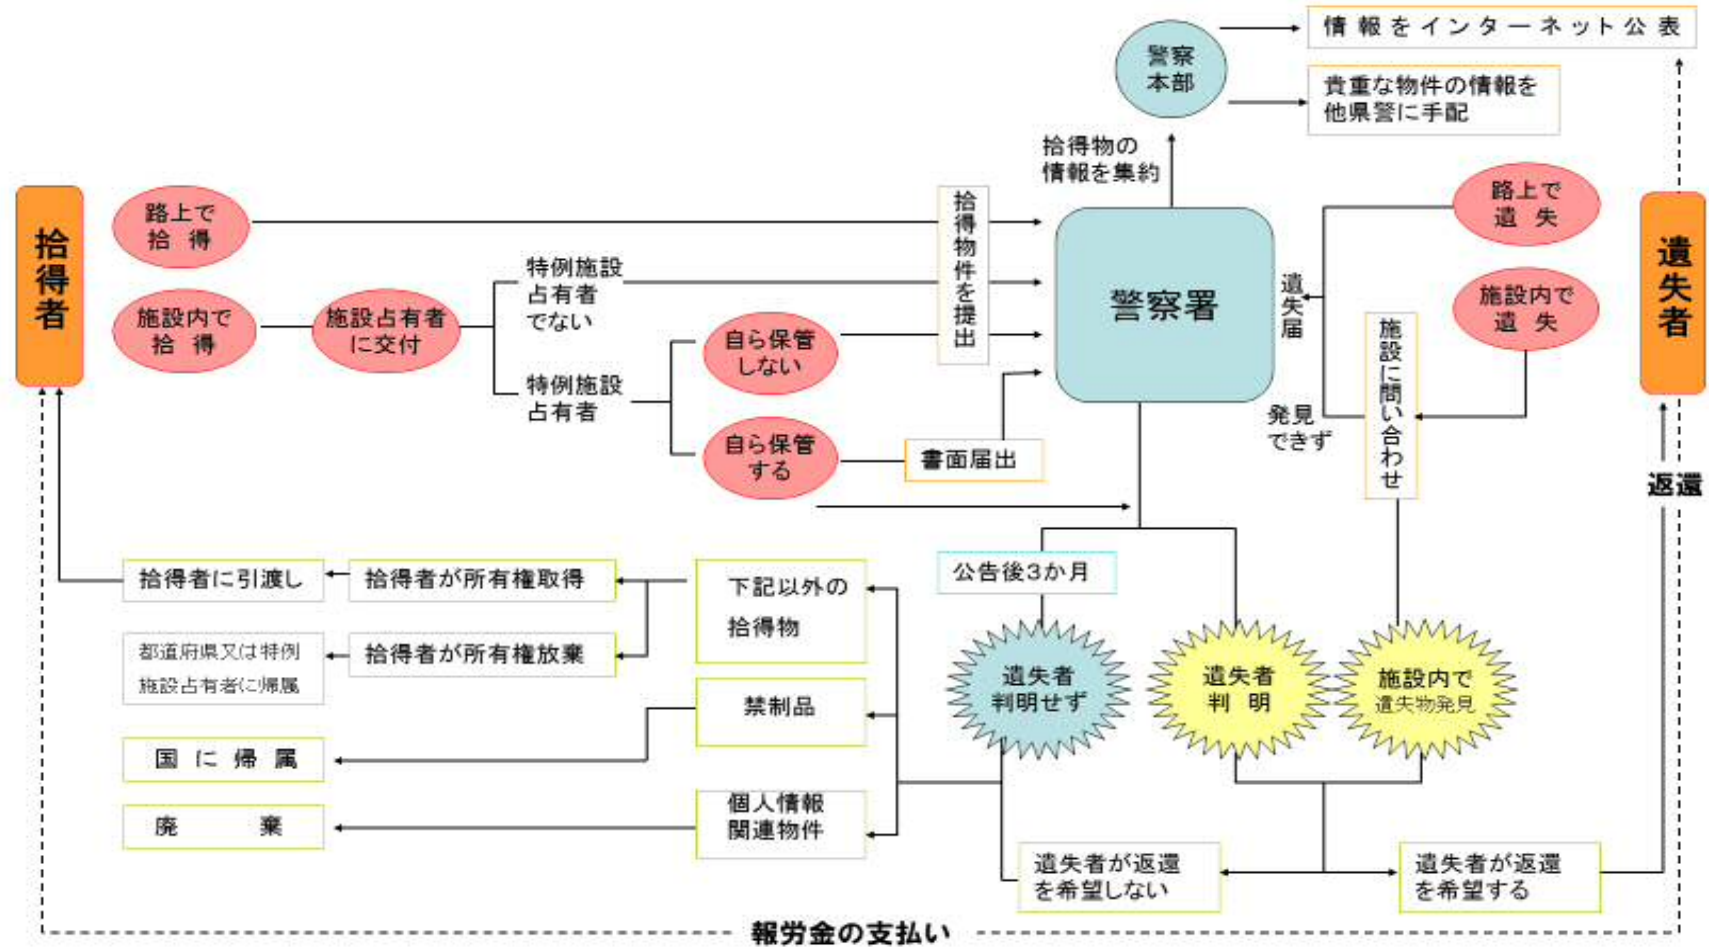 情報をインターネット公表
警察
本部
貴重な物件の情報を
他県警に手配
拾得物の
情報を集約
拾得者
路上で
拾得
施設内で
拾得
施設占有者
に交付
特例施設
占有者
でない
特例施設
占有者
自ら保管
しない
自ら保管
する
拾得物件を提出
書面届出
警察署
遺失届
発見
できず
施設に問い合わせ
路上で
遺失
施設内で
遺失
遺失者
返還
拾得者に引渡し
拾得者が所有権取得
下記以外の
拾得物
公告後3か月
都道府県又は特例
施設占有者に帰属
拾得者が所有権放棄
遺失者
判明せず
遺失者
判明
施設内で
遺失物発見
禁制品
国に帰属
個人情報
関連物件
廃棄
遺失者が返還
を希望しない
遺失者が返還
を希望する
報労金の支払い